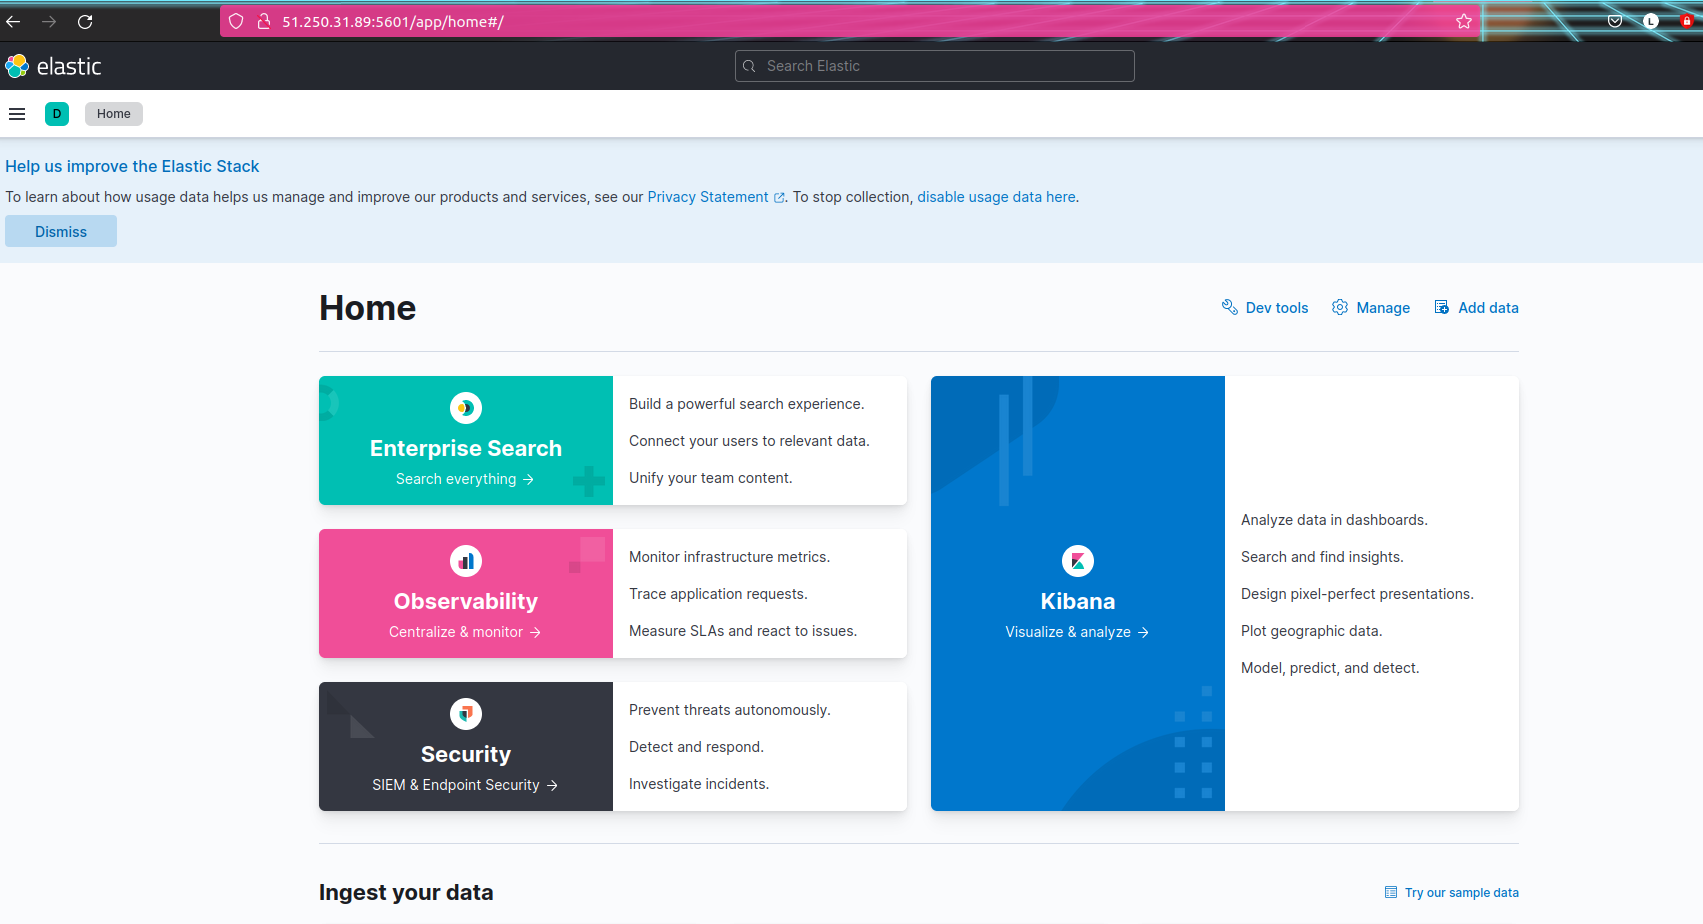 51.250.31.89:5601/app/home#/
L
elastic
Search Elastic
D
Home
Help us improve the Elastic Stack
To learn about how usage data helps us manage and improve our products and services, see our Privacy Statement. To stop collection, disable usage data here.
Dismiss
Home
Dev tools
Manage
Add data
Enterprise Search
Search everything →
Build a powerful search experience.
Connect your users to relevant data.
Unify your team content.
Observability
Centralize & monitor →
Monitor infrastructure metrics.
Trace application requests.
Measure SLAs and react to issues.
Security
SIEM & Endpoint Security →
Prevent threats autonomously.
Detect and respond.
Investigate incidents.
Kibana
Visualize & analyze →
Analyze data in dashboards.
Search and find insights.
Design pixel-perfect presentations.
Plot geographic data.
Model, predict, and detect.
Ingest your data
Try our sample data